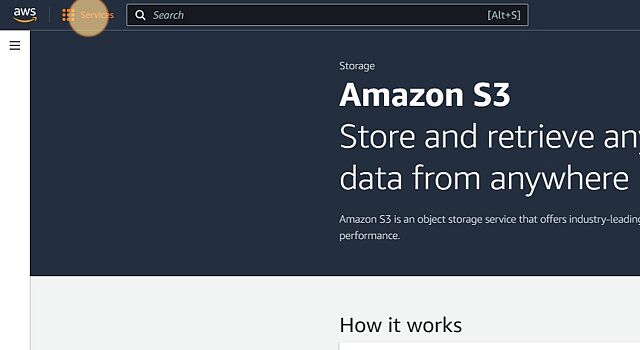 aws
Services
Search
[Alt+S]
Storage
Amazon S3
Store and retrieve any
data from anywhere
Amazon S3 is an object storage service that offers industry-leading
performance.
How it works